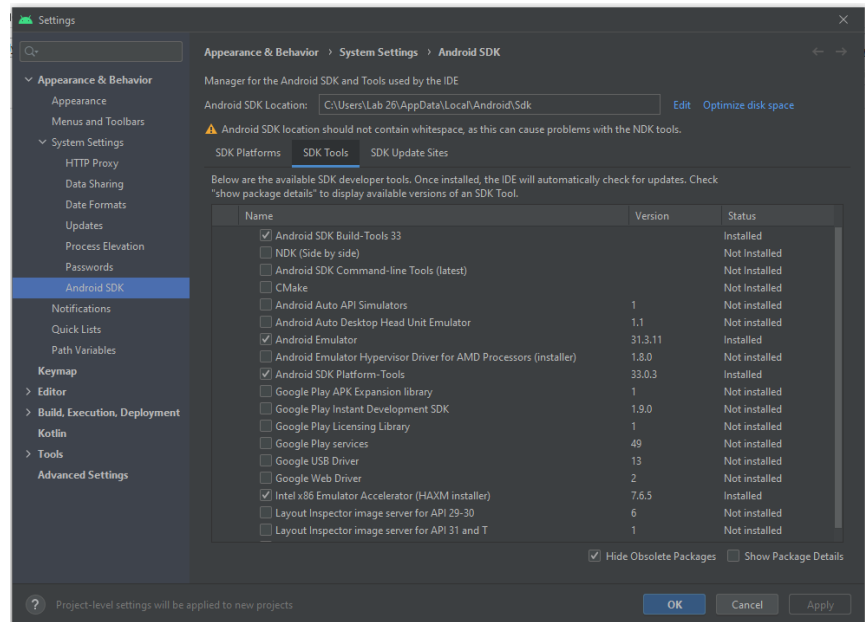 Settings
Appearance & Behavior › System Settings › Android SDK
Appearance & Behavior
Appearance
Menus and Toolbars
System Settings
HTTP Proxy
Data Sharing
Date Formats
Updates
Process Elevation
Passwords
Android SDK
Notifications
Quick Lists
Path Variables
Keymap
Editor
Build, Execution, Deployment
Kotlin
Tools
Advanced Settings
Manager for the Android SDK and Tools used by the IDE
Android SDK Location: C:\Users\Lab 26\AppData\Local\Android\Sdk Edit Optimize disk space
Android SDK location should not contain whitespace, as this can cause problems with the NDK tools.
SDK Platforms SDK Tools SDK Update Sites
Below are the available SDK developer tools. Once installed, the IDE will automatically check for updates. Check
"show package details" to display available versions of an SDK Tool.
Name Version Status
Android SDK Build-Tools 33 Installed
NDK (Side by side) Not Installed
Android SDK Command-line Tools (latest) Not Installed
CMake Not Installed
Android Auto API Simulators 1 Not installed
Android Auto Desktop Head Unit Emulator 1.1 Not installed
Android Emulator 31.3.11 Installed
Android Emulator Hypervisor Driver for AMD Processors (installer) 1.8.0 Not installed
Android SDK Platform-Tools 33.0.3 Installed
Google Play APK Expansion library 1 Not installed
Google Play Instant Development SDK 1.9.0 Not installed
Google Play Licensing Library 1 Not installed
Google Play services 49 Not installed
Google USB Driver 13 Not installed
Google Web Driver 2 Not installed
Intel x86 Emulator Accelerator (HAXM installer) 7.6.5 Installed
Layout Inspector image server for API 29-30 6 Not installed
Layout Inspector image server for API 31 and T 1 Not installed
Hide Obsolete Packages Show Package Details
? Project-level settings will be applied to new projects
OK Cancel Apply